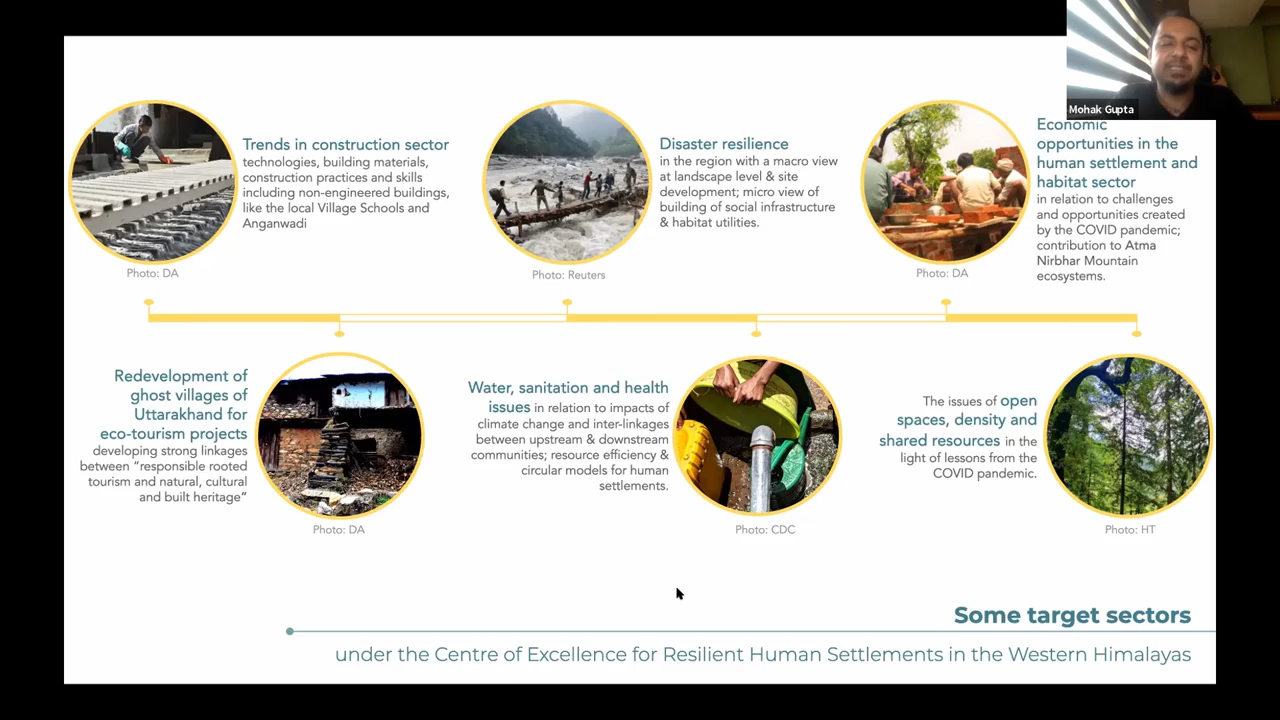 Mohak Gupta
Trends in construction sector
technologies, building materials,
construction practices and skills
including non-engineered buildings,
like the local Village Schools and
Anganwadi
Photo: DA
Disaster resilience
in the region with a macro view
at landscape level & site
development; micro view of
building of social infrastructure
& habitat utilities.
Photo: Reuters
Economic
opportunities in the
human settlement and
habitat sector
in relation to challenges
and opportunities created
by the COVID pandemic;
contribution to Atma
Nirbhar Mountain
ecosystems.
Photo: DA
Redevelopment of
ghost villages of
Uttarakhand for
eco-tourism projects
developing strong linkages
between “responsible rooted
tourism and natural, cultural
and built heritage”
Photo: DA
Water, sanitation and health
issues in relation to impacts of
climate change and inter-linkages
between upstream & downstream
communities; resource efficiency &
circular models for human
settlements.
Photo: CDC
The issues of open
spaces, density and
shared resources in the
light of lessons from the
COVID pandemic.
Photo: HT
Some target sectors
under the Centre of Excellence for Resilient Human Settlements in the Western Himalayas